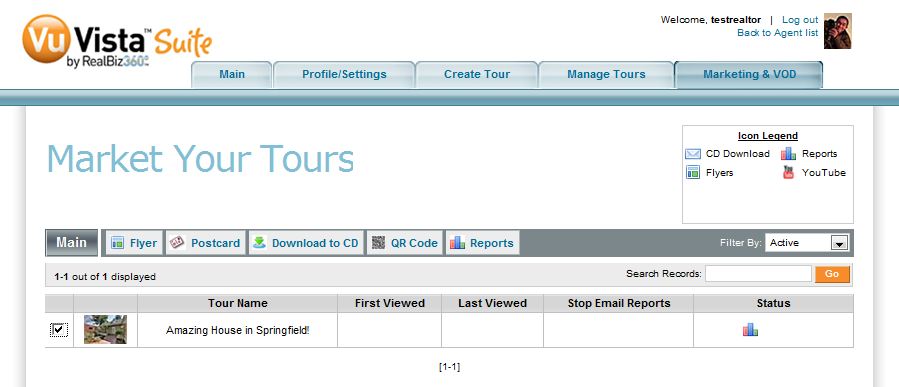 Welcome, testrealtor | Log out
Back to Agent list
Vu Vista™ Suite
by RealBiz360
Main Profile/Settings Create Tour Manage Tours Marketing & VOD
Market Your Tours
Icon Legend
CD Download Reports
Flyers YouTube
Main Flyer Postcard Download to CD QR Code Reports Filter By: Active
1-1 out of 1 displayed Search Records: Go
Tour Name First Viewed Last Viewed Stop Email Reports Status
Amazing House in Springfield!
[1-1]